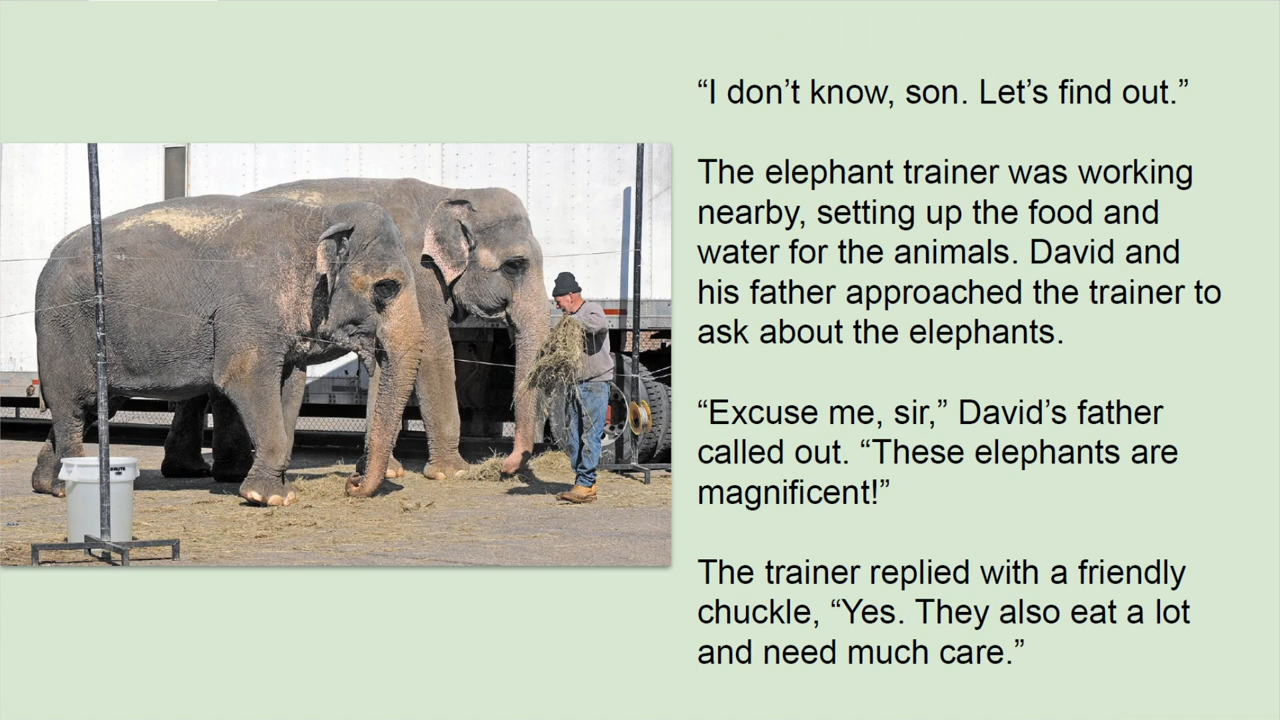 “I don’t know, son. Let’s find out.”
The elephant trainer was working
nearby, setting up the food and
water for the animals. David and
his father approached the trainer to
ask about the elephants.
“Excuse me, sir,” David’s father
called out. “These elephants are
magnificent!”
The trainer replied with a friendly
chuckle, “Yes. They also eat a lot
and need much care.”